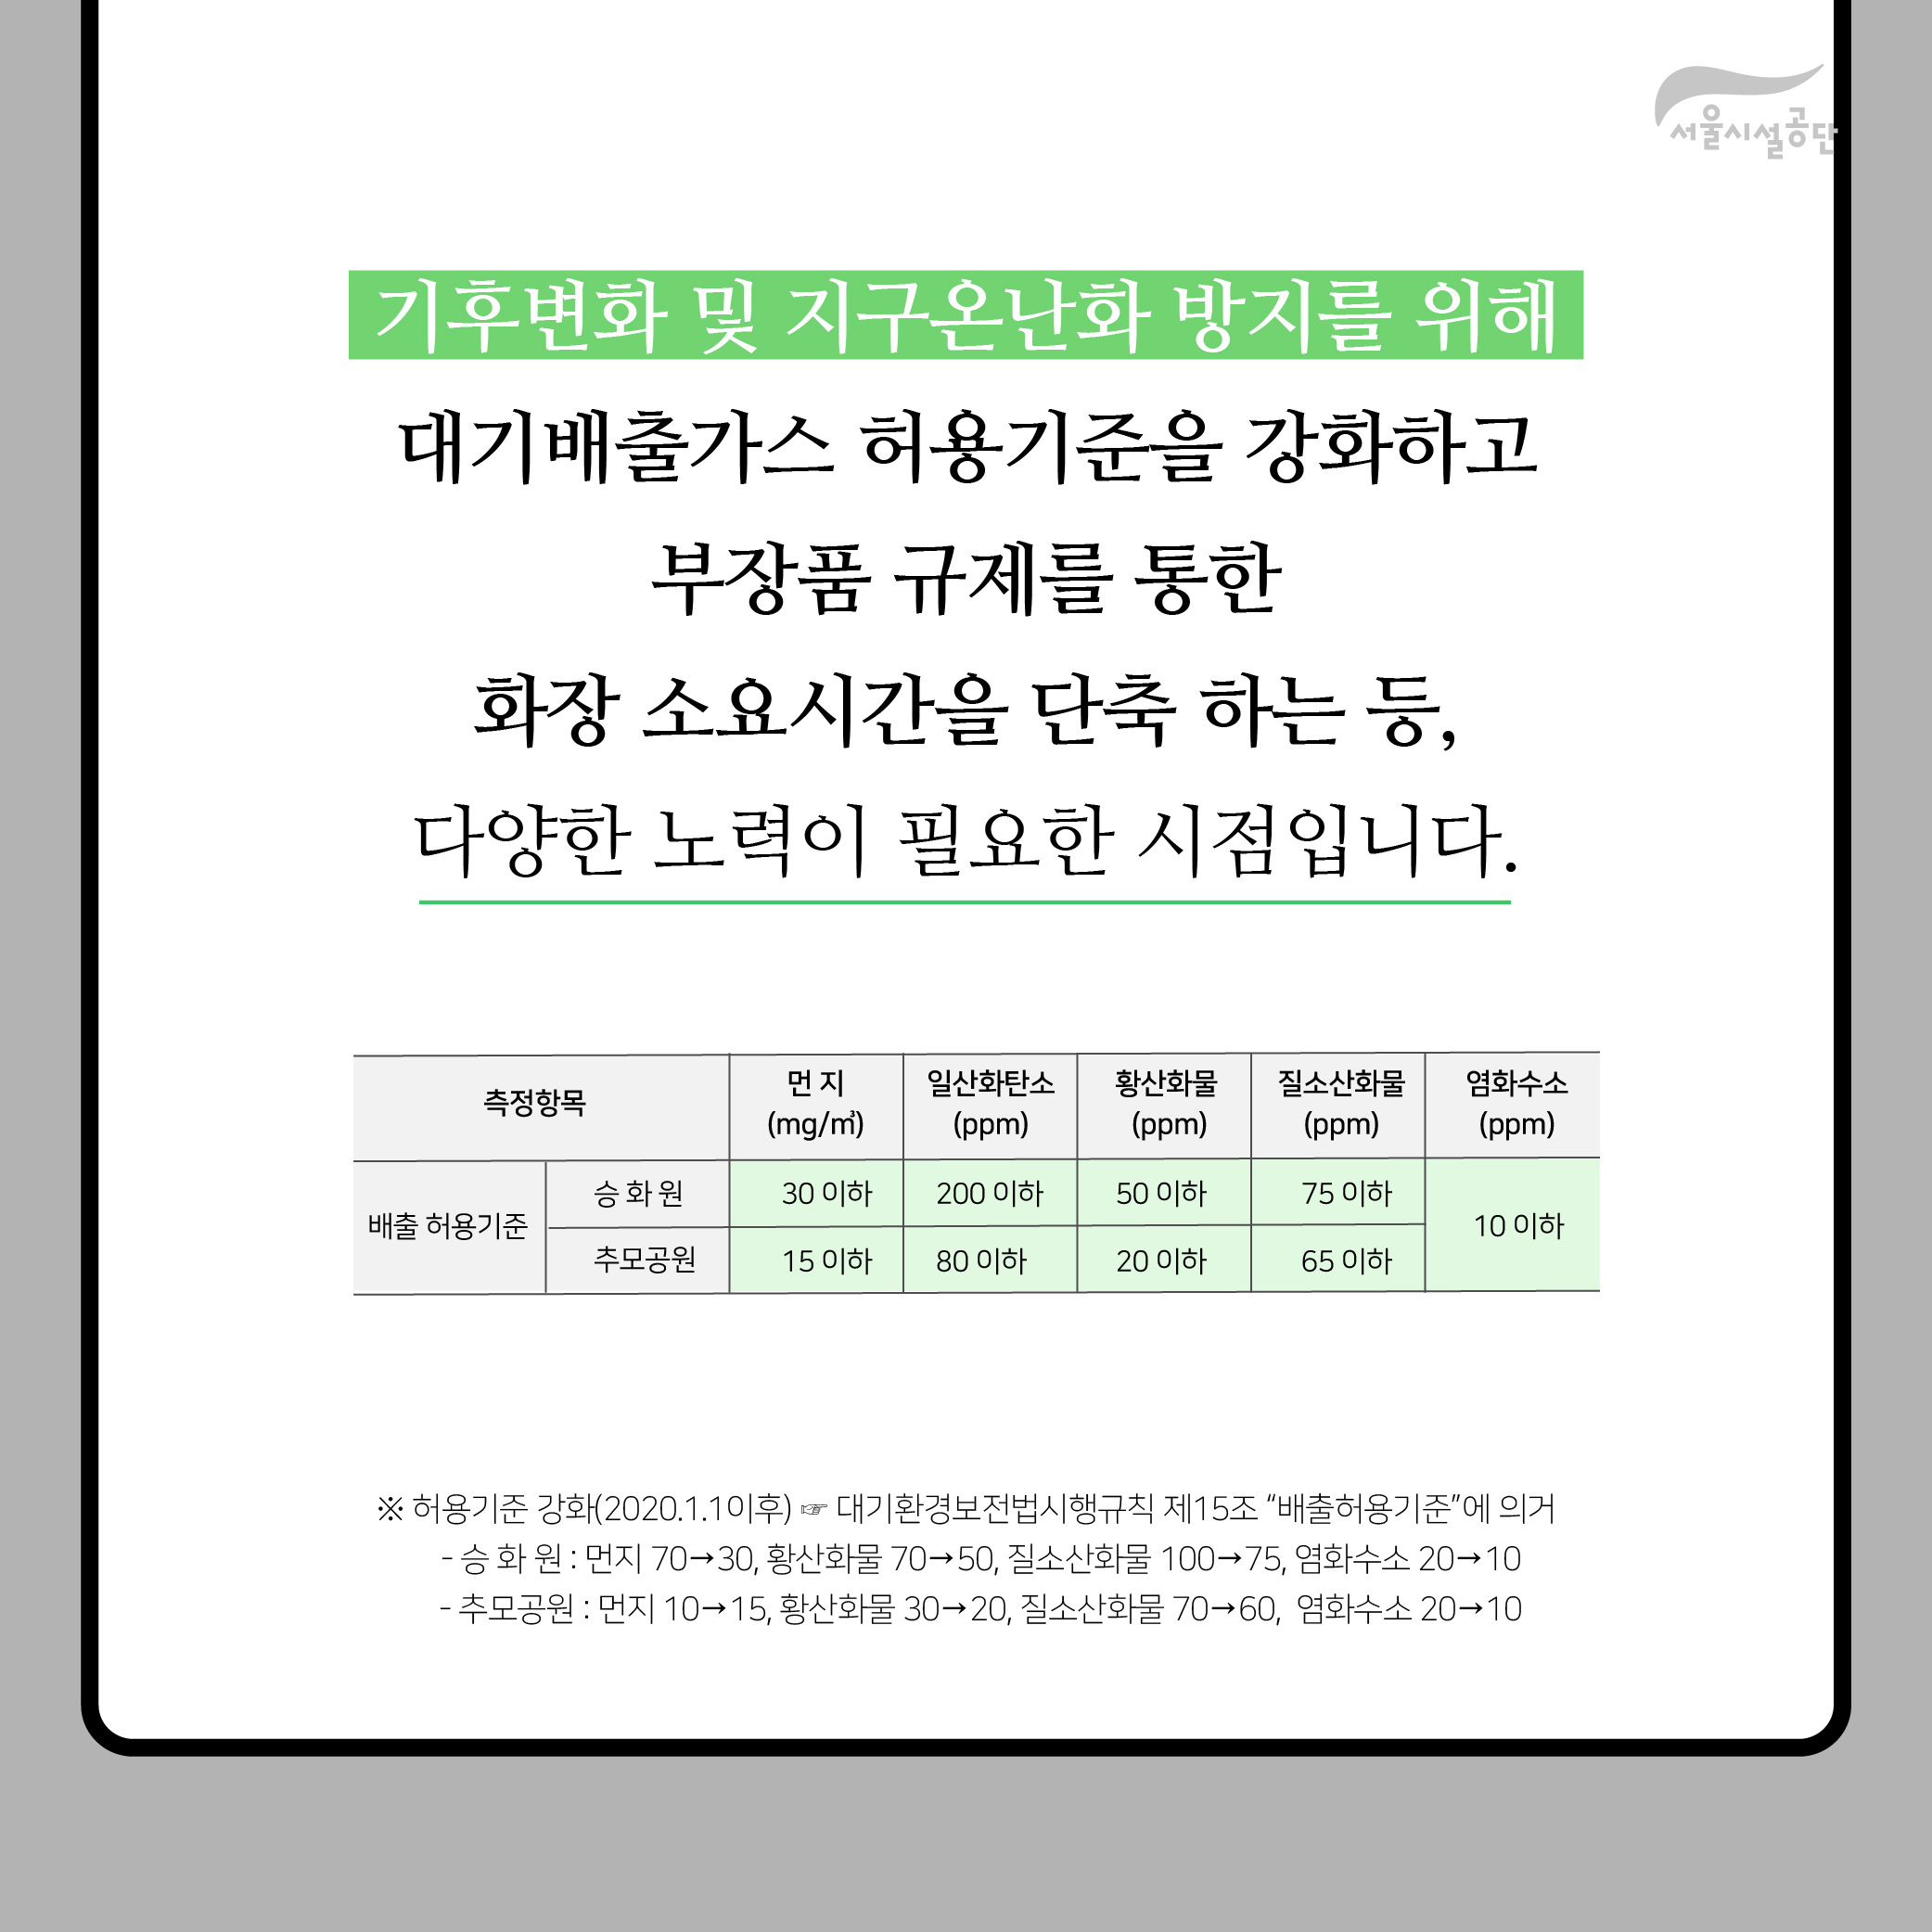 서울시설공단
기후변화 및 지구온난화 방지를 위해
대기배출가스 허용기준을 강화하고
부장품 규제를 통한
화장 소요시간을 단축 하는 등,
다양한 노력이 필요한 시점입니다.
측정항목 먼 지 (mg/㎥) 일산화탄소 (ppm) 황산화물 (ppm) 질소산화물 (ppm) 염화수소 (ppm)
배출 허용기준 승 화 원 30 이하 200 이하 50 이하 75 이하 10 이하
추모공원 15 이하 80 이하 20 이하 65 이하
※ 허용기준 강화(2020.1.1이후) ☞ 대기환경보전법시행규칙 제15조 “배출허용기준”에 의거
- 승 화 원 : 먼지 70→30, 황산화물 70→50, 질소산화물 100→75, 염화수소 20→10
- 추모공원 : 먼지 10→15, 황산화물 30→20, 질소산화물 70→60, 염화수소 20→10